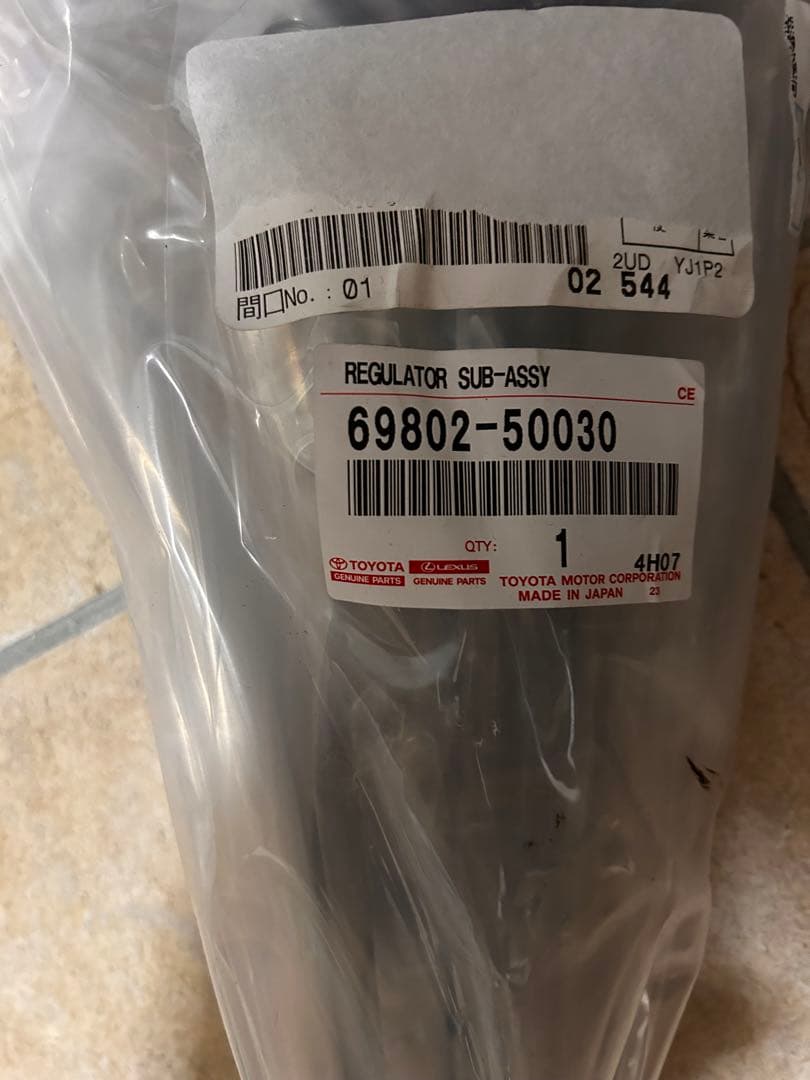 間口No. : 01
02 544
2UD YJ1P2
REGULATOR SUB-ASSY
CE
69802-50030
QTY: 1
4H07
TOYOTA
GENUINE PARTS
LEXUS
GENUINE PARTS
TOYOTA MOTOR CORPORATION
MADE IN JAPAN 23